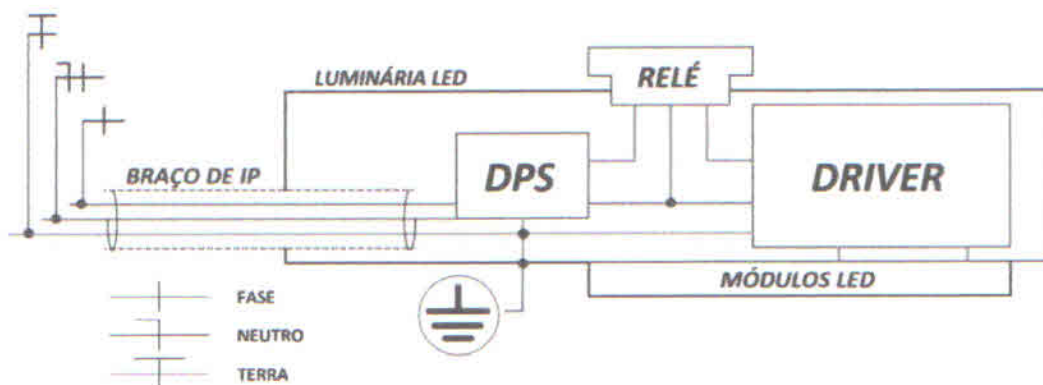 LUMINÁRIA LED
RELÉ
BRAÇO DE IP
DPS
DRIVER
MÓDULOS LED
FASE
NEUTRO
TERRA